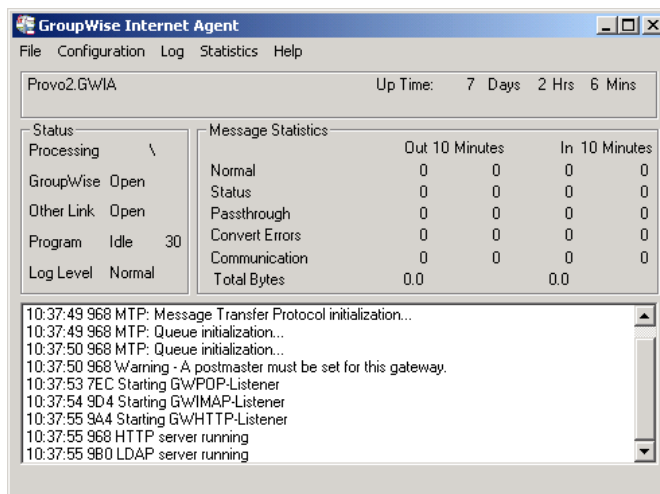 GroupWise Internet Agent
File Configuration Log Statistics Help
Provo2.GWIA Up Time: 7 Days 2 Hrs 6 Mins
Status
Processing \
GroupWise Open
Other Link Open
Program Idle 30
Log Level Normal
Message Statistics
Out 10 Minutes In 10 Minutes
Normal 0 0 0 0
Status 0 0 0 0
Passthrough 0 0 0 0
Convert Errors 0 0 0 0
Communication 0 0 0 0
Total Bytes 0.0 0.0
10:37:49 968 MTP: Message Transfer Protocol initialization...
10:37:49 968 MTP: Queue initialization...
10:37:50 968 MTP: Queue initialization...
10:37:50 968 Warning - A postmaster must be set for this gateway.
10:37:53 7EC Starting GWPOP-Listener
10:37:54 9D4 Starting GWIMAP-Listener
10:37:55 9A4 Starting GWHTTP-Listener
10:37:55 968 HTTP server running
10:37:55 9B0 LDAP server running